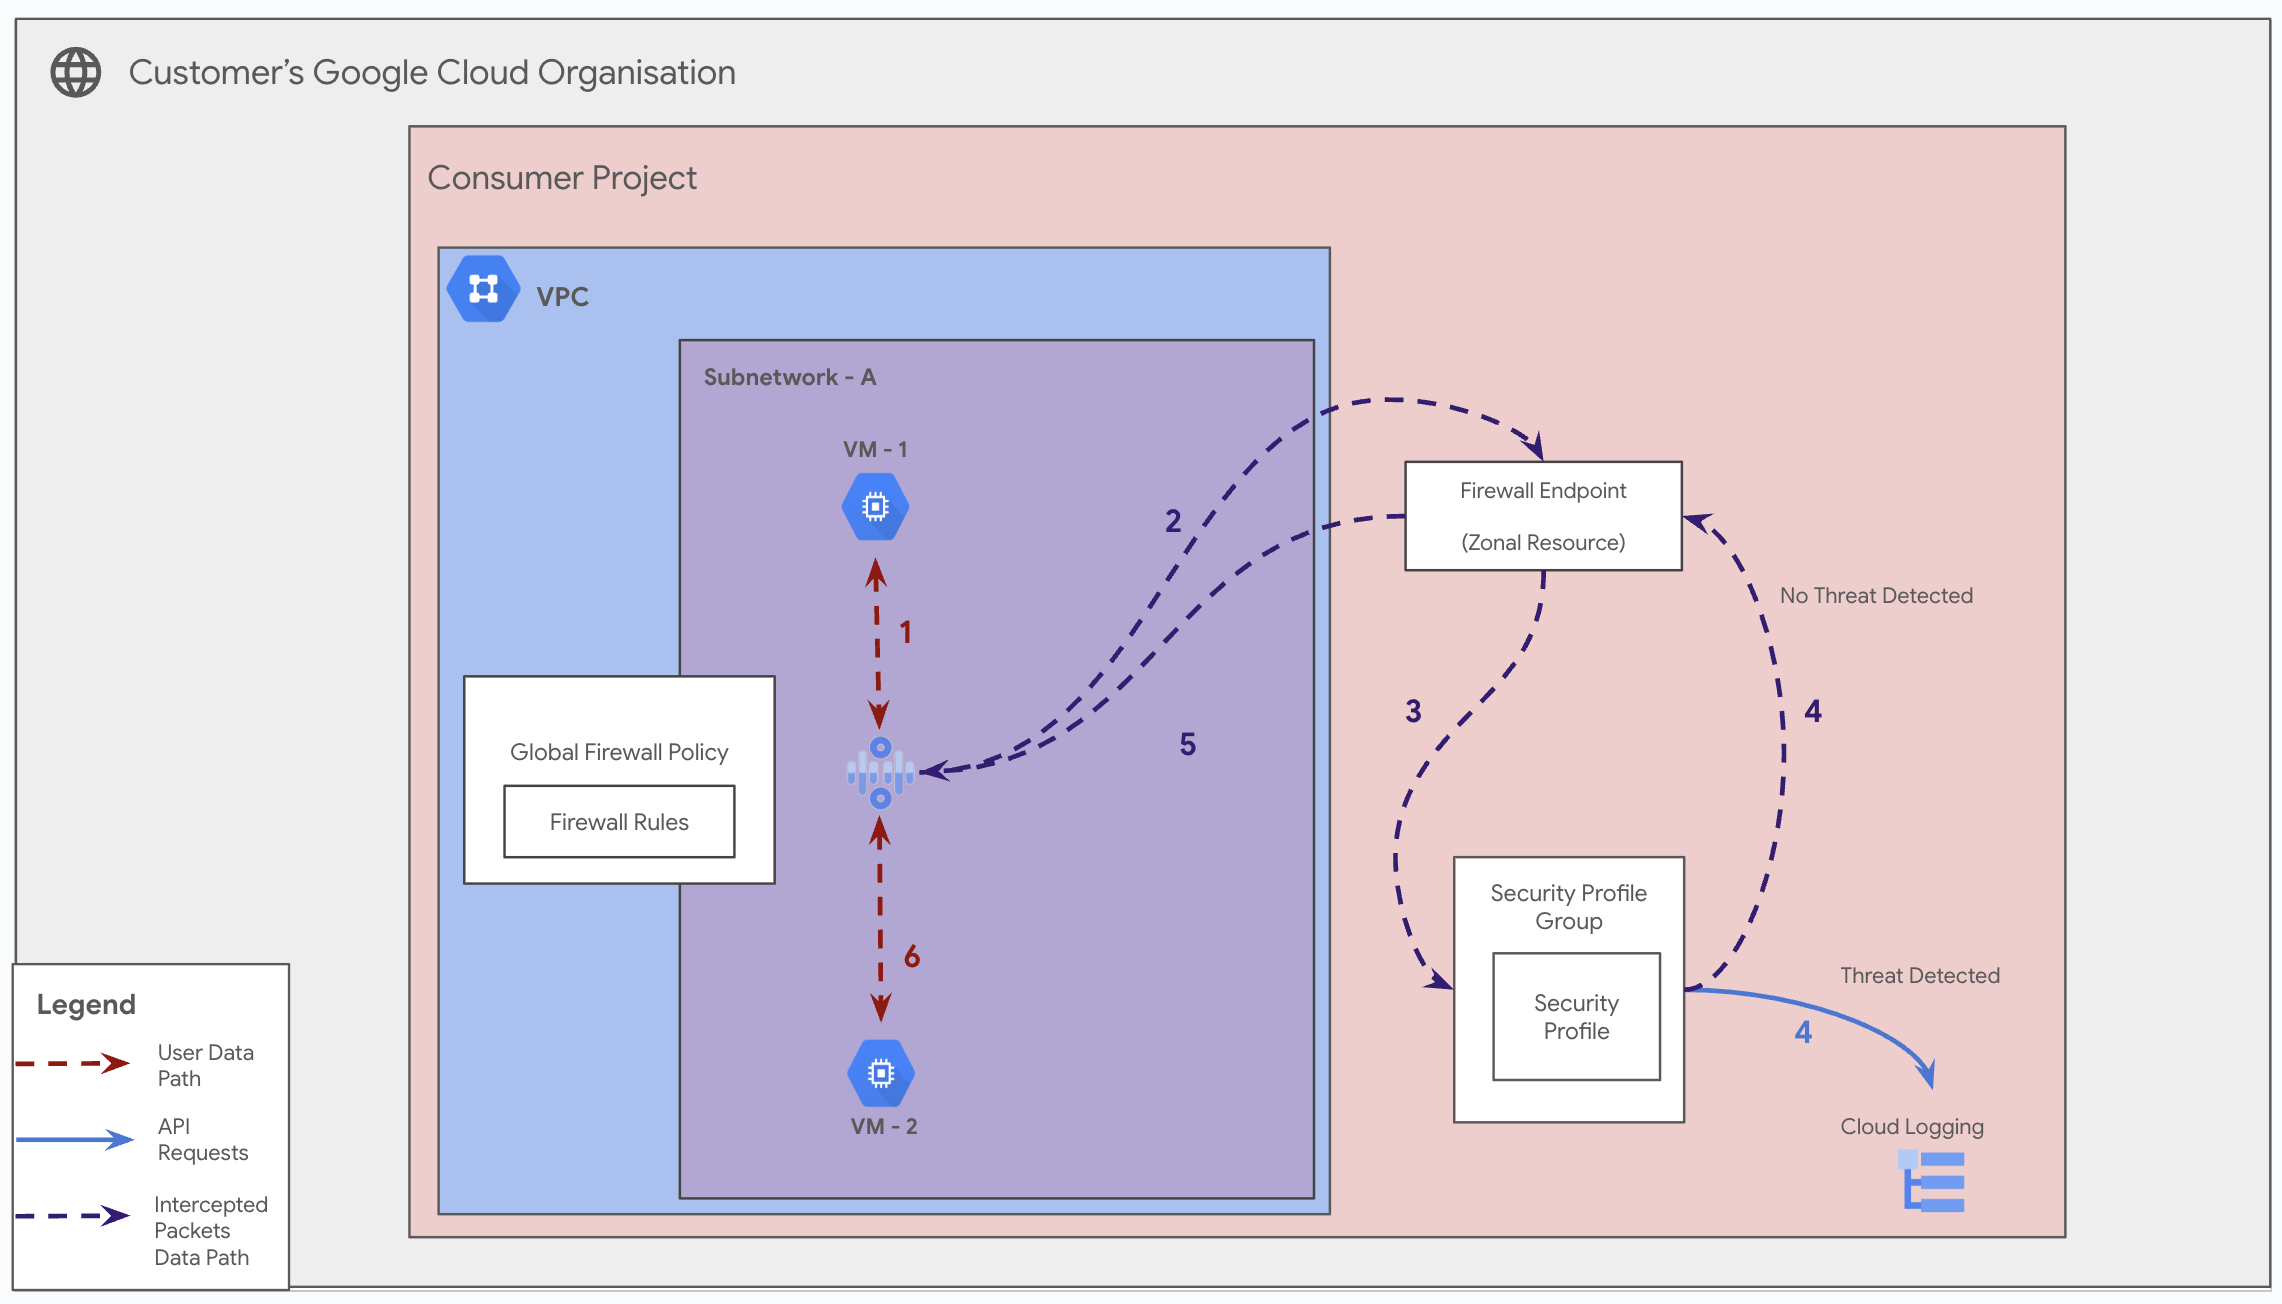 Customer’s Google Cloud Organisation
Consumer Project
VPC
Subnetwork - A
VM - 1
1
2
Firewall Endpoint
(Zonal Resource)
No Threat Detected
3
4
5
Global Firewall Policy
Firewall Rules
6
VM - 2
Security Profile
Group
Security
Profile
Threat Detected
4
Cloud Logging
Legend
User Data
Path
API
Requests
Intercepted
Packets
Data Path